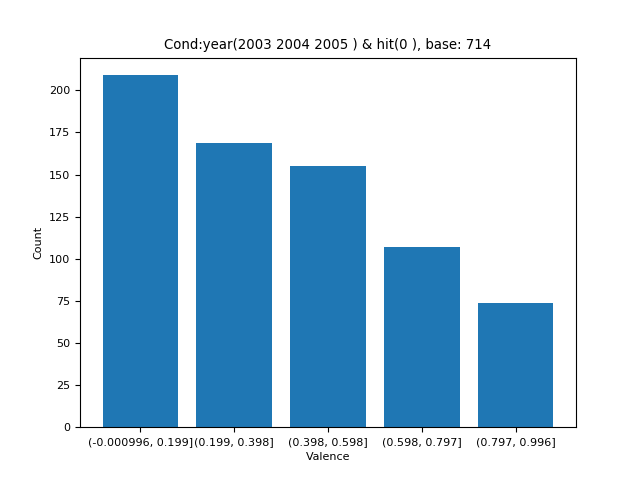 Cond:year(2003 2004 2005 ) & hit(0 ), base: 714
200
175
150
125
100
75
50
25
0
Count
(-0.000996, 0.199] (0.199, 0.398] (0.398, 0.598] (0.598, 0.797] (0.797, 0.996]
Valence